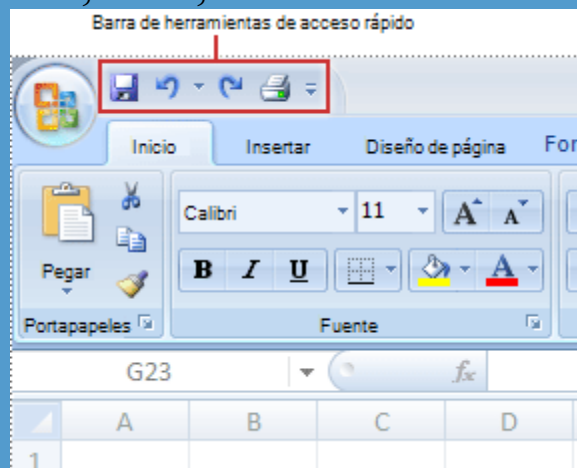 Barra de herramientas de acceso rápido
Inicio Insertar Diseño de página
Calibri 11 A A
Pegar N K S A
Portapapeles Fuente
G23 fx
A B C D
1